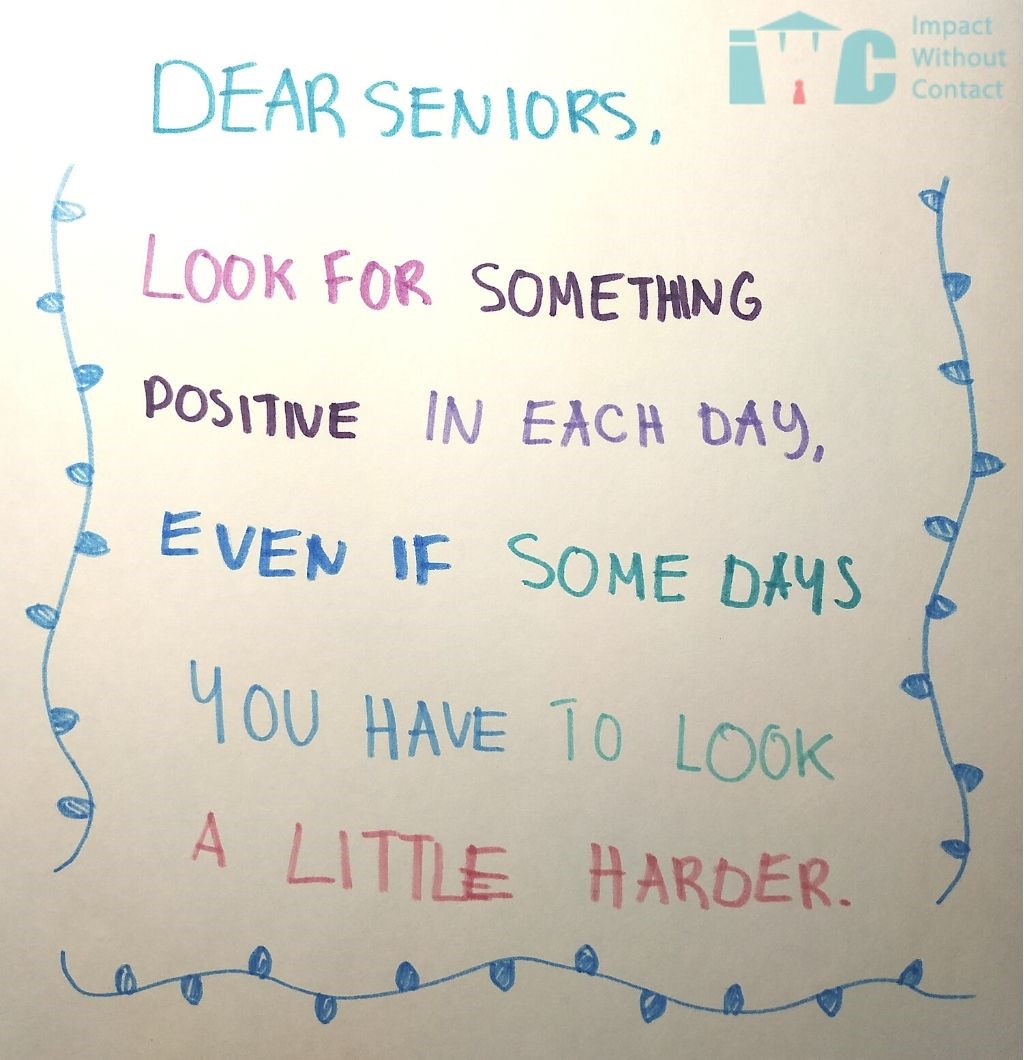 iWC
Impact
Without
Contact
DEAR SENIORS,
LOOK FOR SOMETHING
POSITIVE IN EACH DAY,
EVEN IF SOME DAYS
YOU HAVE TO LOOK
A LITTLE HARDER.